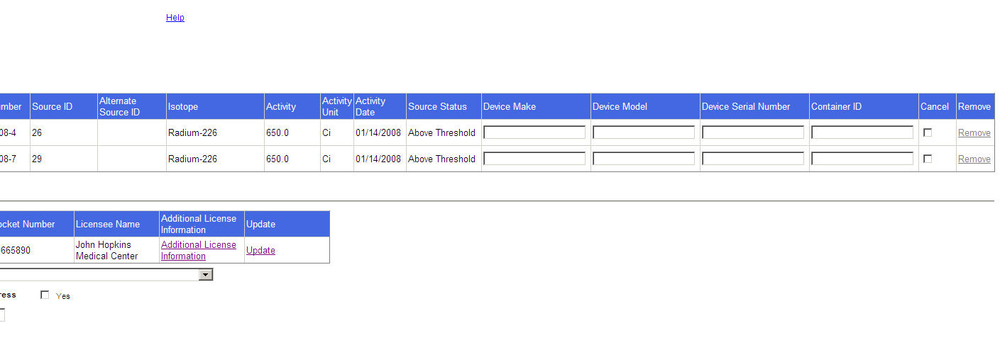 Help
mber Source ID Alternate Source ID Isotope Activity Activity Unit Activity Date Source Status Device Make Device Model Device Serial Number Container ID Cancel Remove
08-4 26 Radium-226 650.0 Ci 01/14/2008 Above Threshold Remove
08-7 29 Radium-226 650.0 Ci 01/14/2008 Above Threshold Remove
ocket Number Licensee Name Additional License Information Update
665890 John Hopkins Medical Center Additional License Information Update
ress Yes